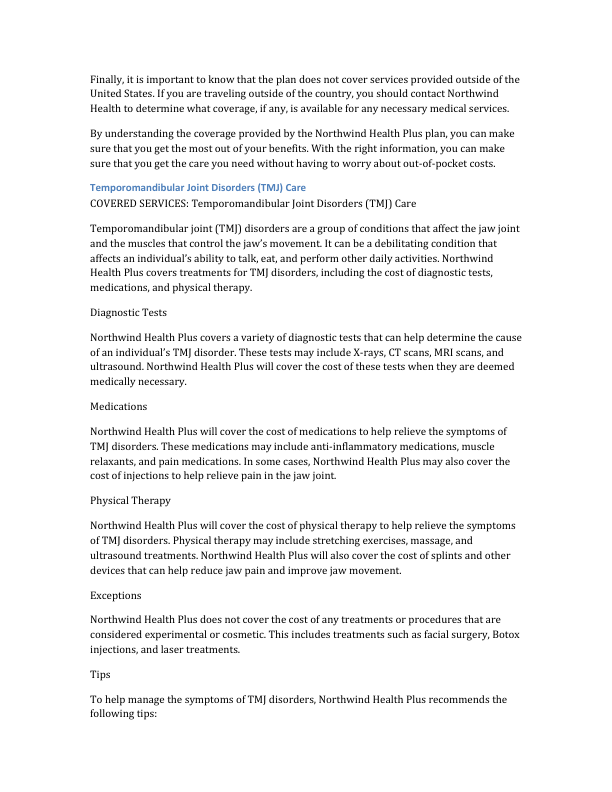 Finally, it is important to know that the plan does not cover services provided outside of the
United States. If you are traveling outside of the country, you should contact Northwind
Health to determine what coverage, if any, is available for any necessary medical services.
By understanding the coverage provided by the Northwind Health Plus plan, you can make
sure that you get the most out of your benefits. With the right information, you can make
sure that you get the care you need without having to worry about out-of-pocket costs.
Temporomandibular Joint Disorders (TMJ) Care
COVERED SERVICES: Temporomandibular Joint Disorders (TMJ) Care
Temporomandibular joint (TMJ) disorders are a group of conditions that affect the jaw joint
and the muscles that control the jaw’s movement. It can be a debilitating condition that
affects an individual’s ability to talk, eat, and perform other daily activities. Northwind
Health Plus covers treatments for TMJ disorders, including the cost of diagnostic tests,
medications, and physical therapy.
Diagnostic Tests
Northwind Health Plus covers a variety of diagnostic tests that can help determine the cause
of an individual’s TMJ disorder. These tests may include X-rays, CT scans, MRI scans, and
ultrasound. Northwind Health Plus will cover the cost of these tests when they are deemed
medically necessary.
Medications
Northwind Health Plus will cover the cost of medications to help relieve the symptoms of
TMJ disorders. These medications may include anti-inflammatory medications, muscle
relaxants, and pain medications. In some cases, Northwind Health Plus may also cover the
cost of injections to help relieve pain in the jaw joint.
Physical Therapy
Northwind Health Plus will cover the cost of physical therapy to help relieve the symptoms
of TMJ disorders. Physical therapy may include stretching exercises, massage, and
ultrasound treatments. Northwind Health Plus will also cover the cost of splints and other
devices that can help reduce jaw pain and improve jaw movement.
Exceptions
Northwind Health Plus does not cover the cost of any treatments or procedures that are
considered experimental or cosmetic. This includes treatments such as facial surgery, Botox
injections, and laser treatments.
Tips
To help manage the symptoms of TMJ disorders, Northwind Health Plus recommends the
following tips: